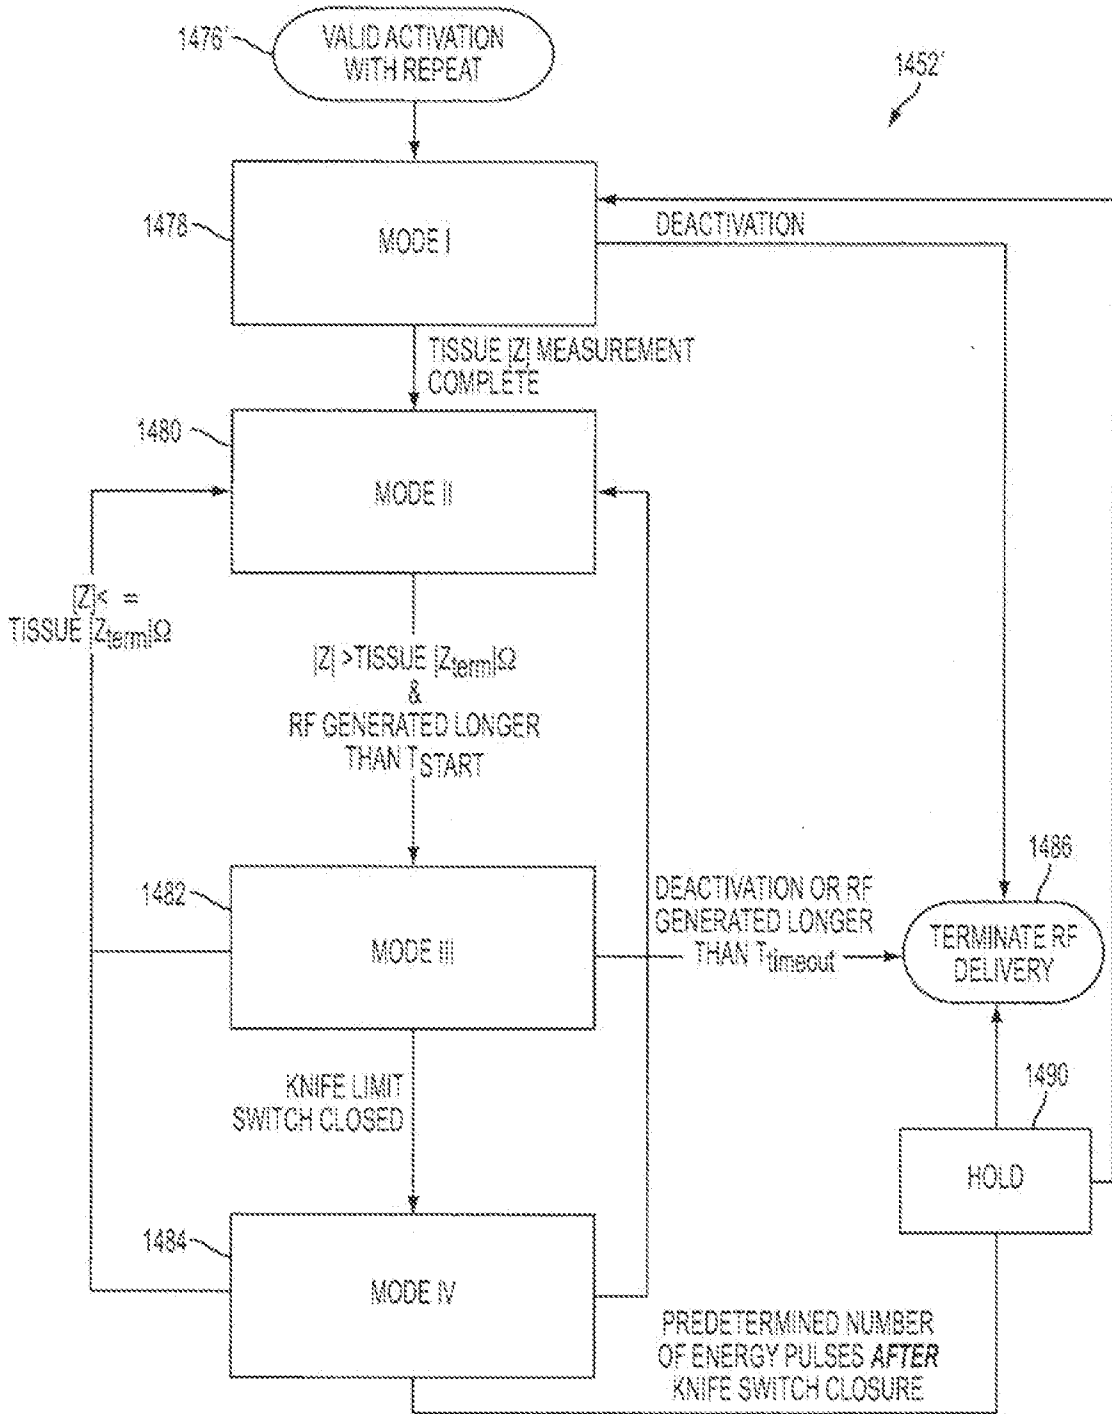 1476'
VALID ACTIVATION
WITH REPEAT
1452'
1478
MODE I
DEACTIVATION
TISSUE |Z| MEASUREMENT
COMPLETE
1480
MODE II
|Z|< =
TISSUE |Zterm|Ω
|Z| >TISSUE |Zterm|Ω
&
RF GENERATED LONGER
THAN TSTART
1482
MODE III
DEACTIVATION OR RF
GENERATED LONGER
THAN Ttimeout
1486
TERMINATE RF
DELIVERY
KNIFE LIMIT
SWITCH CLOSED
1490
HOLD
1484
MODE IV
PREDETERMINED NUMBER
OF ENERGY PULSES AFTER
KNIFE SWITCH CLOSURE